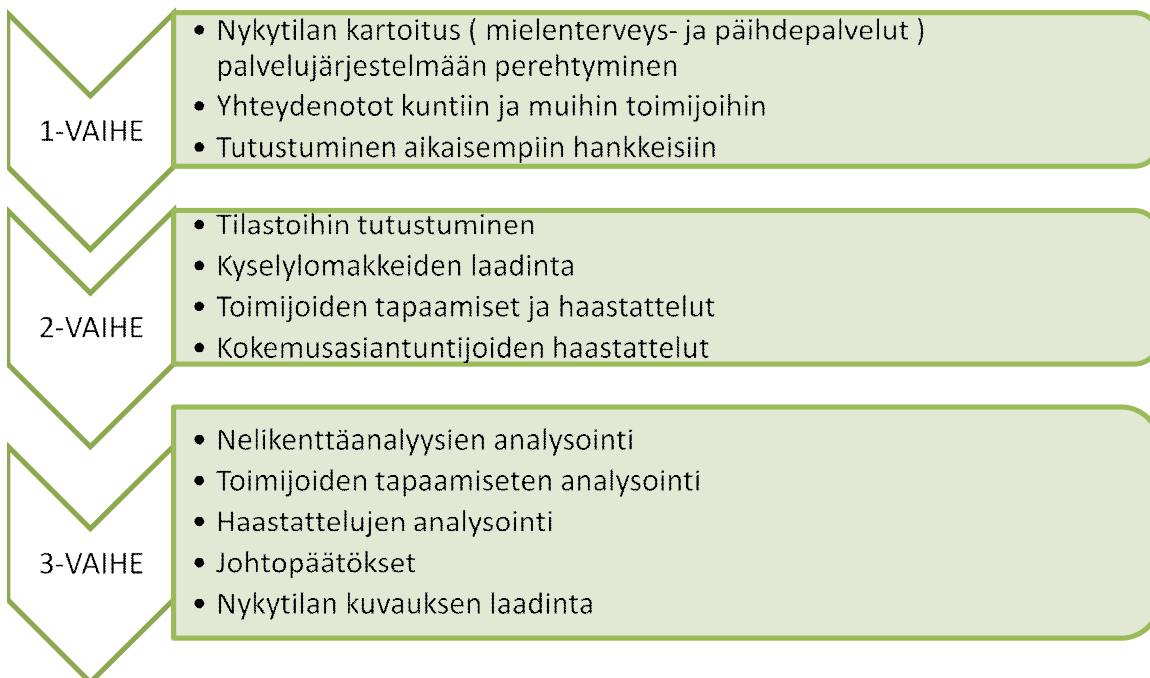 1-VAIHE
• Nykytilan kartoitus ( mielenterveys- ja päihdepalvelut )
palvelujärjestelmään perehtyminen
• Yhteydenotot kuntiin ja muihin toimijoihin
• Tutustuminen aikaisempiin hankkeisiin
2-VAIHE
• Tilastoihin tutustuminen
• Kyselylomakkeiden laadinta
• Toimijoiden tapaamiset ja haastattelut
• Kokemusasiantuntijoiden haastattelut
3-VAIHE
• Nelikenttäanalyysien analysointi
• Toimijoiden tapaamiseten analysointi
• Haastattelujen analysointi
• Johtopäätökset
• Nykytilan kuvauksen laadinta